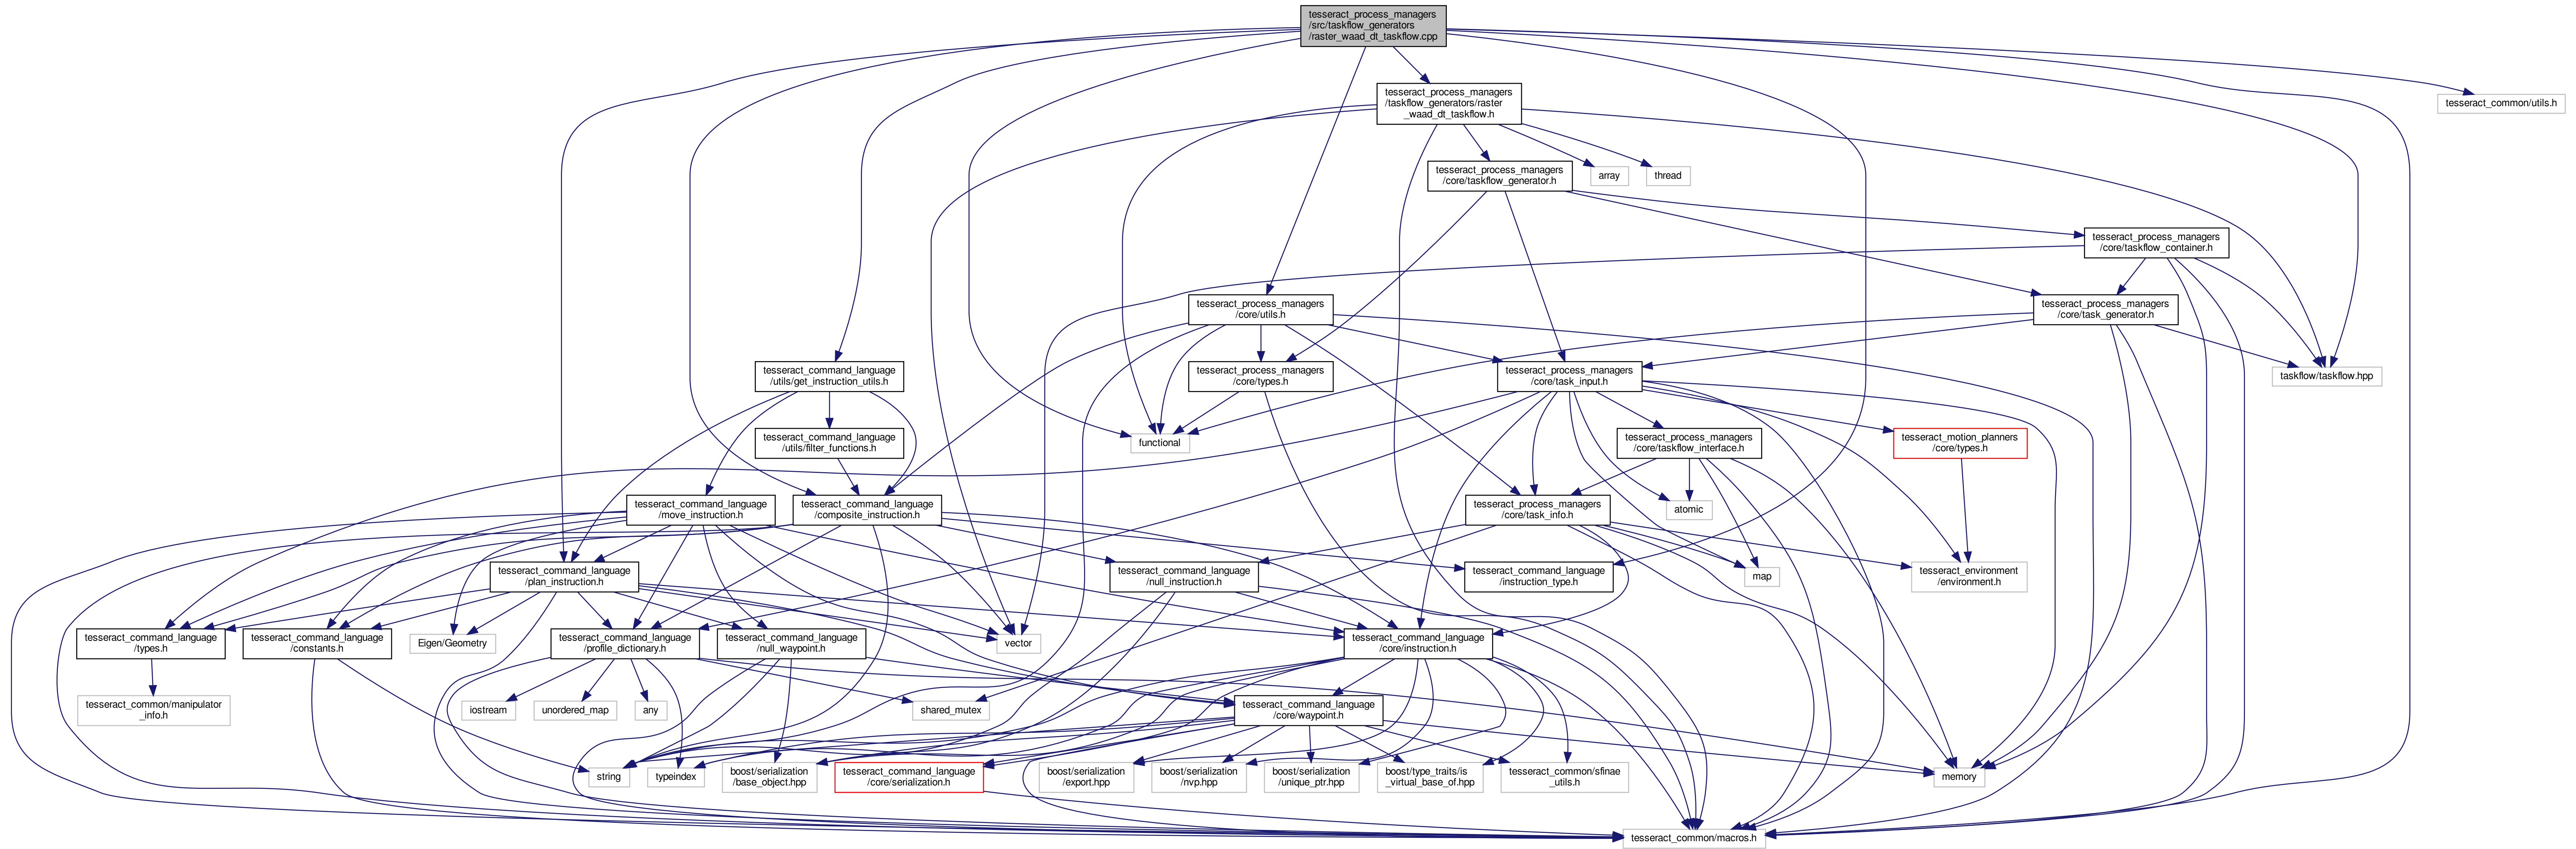 tesseract_process_managers
/src/taskflow_generators
/raster_waad_dt_taskflow.cpp
tesseract_process_managers
/taskflow_generators/raster
_waad_dt_taskflow.h
tesseract_common/utils.h
tesseract_process_managers
/core/taskflow_generator.h
array
thread
tesseract_process_managers
/core/taskflow_container.h
tesseract_process_managers
/core/utils.h
tesseract_process_managers
/core/task_generator.h
tesseract_command_language
/utils/get_instruction_utils.h
tesseract_process_managers
/core/types.h
tesseract_process_managers
/core/task_input.h
taskflow/taskflow.hpp
tesseract_command_language
/utils/filter_functions.h
functional
tesseract_process_managers
/core/taskflow_interface.h
tesseract_motion_planners
/core/types.h
tesseract_command_language
/move_instruction.h
tesseract_command_language
/composite_instruction.h
tesseract_process_managers
/core/task_info.h
atomic
tesseract_command_language
/plan_instruction.h
tesseract_command_language
/null_instruction.h
tesseract_command_language
/instruction_type.h
map
tesseract_environment
/environment.h
tesseract_command_language
/types.h
tesseract_command_language
/constants.h
Eigen/Geometry
tesseract_command_language
/profile_dictionary.h
tesseract_command_language
/null_waypoint.h
vector
tesseract_command_language
/core/instruction.h
tesseract_common/manipulator
_info.h
iostream
unordered_map
any
shared_mutex
tesseract_command_language
/core/waypoint.h
string
typeindex
boost/serialization
/base_object.hpp
tesseract_command_language
/core/serialization.h
boost/serialization
/export.hpp
boost/serialization
/nvp.hpp
boost/serialization
/unique_ptr.hpp
boost/type_traits/is
_virtual_base_of.hpp
tesseract_common/sfinae
_utils.h
memory
tesseract_common/macros.h